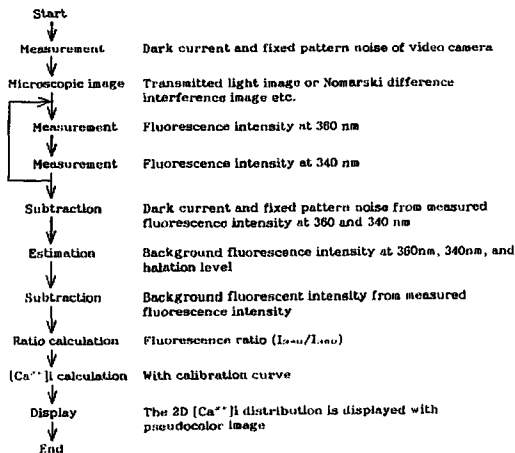 Start
Measurement Dark current and fixed pattern noise of video camera
Microscopic image Transmitted light image or Nomarski difference
interference image etc.
Measurement Fluorescence intensity at 360 nm
Measurement Fluorescence intensity at 340 nm
Subtraction Dark current and fixed pattern noise from measured
fluorescence intensity at 360 and 340 nm
Estimation Background fluorescence intensity at 360nm, 340nm, and
halation level
Subtraction Background fluorescent intensity from measured
fluorescence intensity
Ratio calculation Fluorescence ratio
[Ca²⁺]i calculation With calibration curve
Display The 2D [Ca²⁺]i distribution is displayed with
pseudocolor image
End